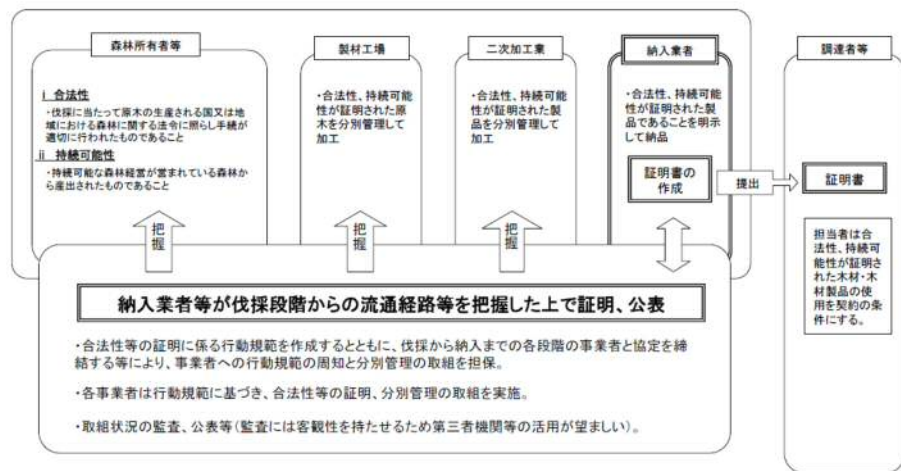 森林所有者等
ⅰ 合法性
・伐採に当たって原木の生産される国又は地
域における森林に関する法令に照らし手続が
適切に行われたものであること
ⅱ 持続可能性
・持続可能な森林経営が営まれている森林か
ら産出されたものであること
製材工場
・合法性、持続可能
性が証明された原
木を分別管理して
加工
二次加工業
・合法性、持続可能
性が証明された製
品を分別管理して
加工
納入業者
・合法性、持続可能
性が証明された製
品であることを明示
して納品
証明書の
作成
提出
調達者等
証明書
担当者は合
法性、持続可
能性が証明さ
れた木材・木
材製品の使
用を契約の条
件にする。
把握
把握
把握
納入業者等が伐採段階からの流通経路等を把握した上で証明、公表
・合法性等の証明に係る行動規範を作成するとともに、伐採から納入までの各段階の事業者と協定を締
結する等により、事業者への行動規範の周知と分別管理の取組を担保。
・各事業者は行動規範に基づき、合法性等の証明、分別管理の取組を実施。
・取組状況の監査、公表等(監査には客観性を持たせるため第三者機関等の活用が望ましい)。